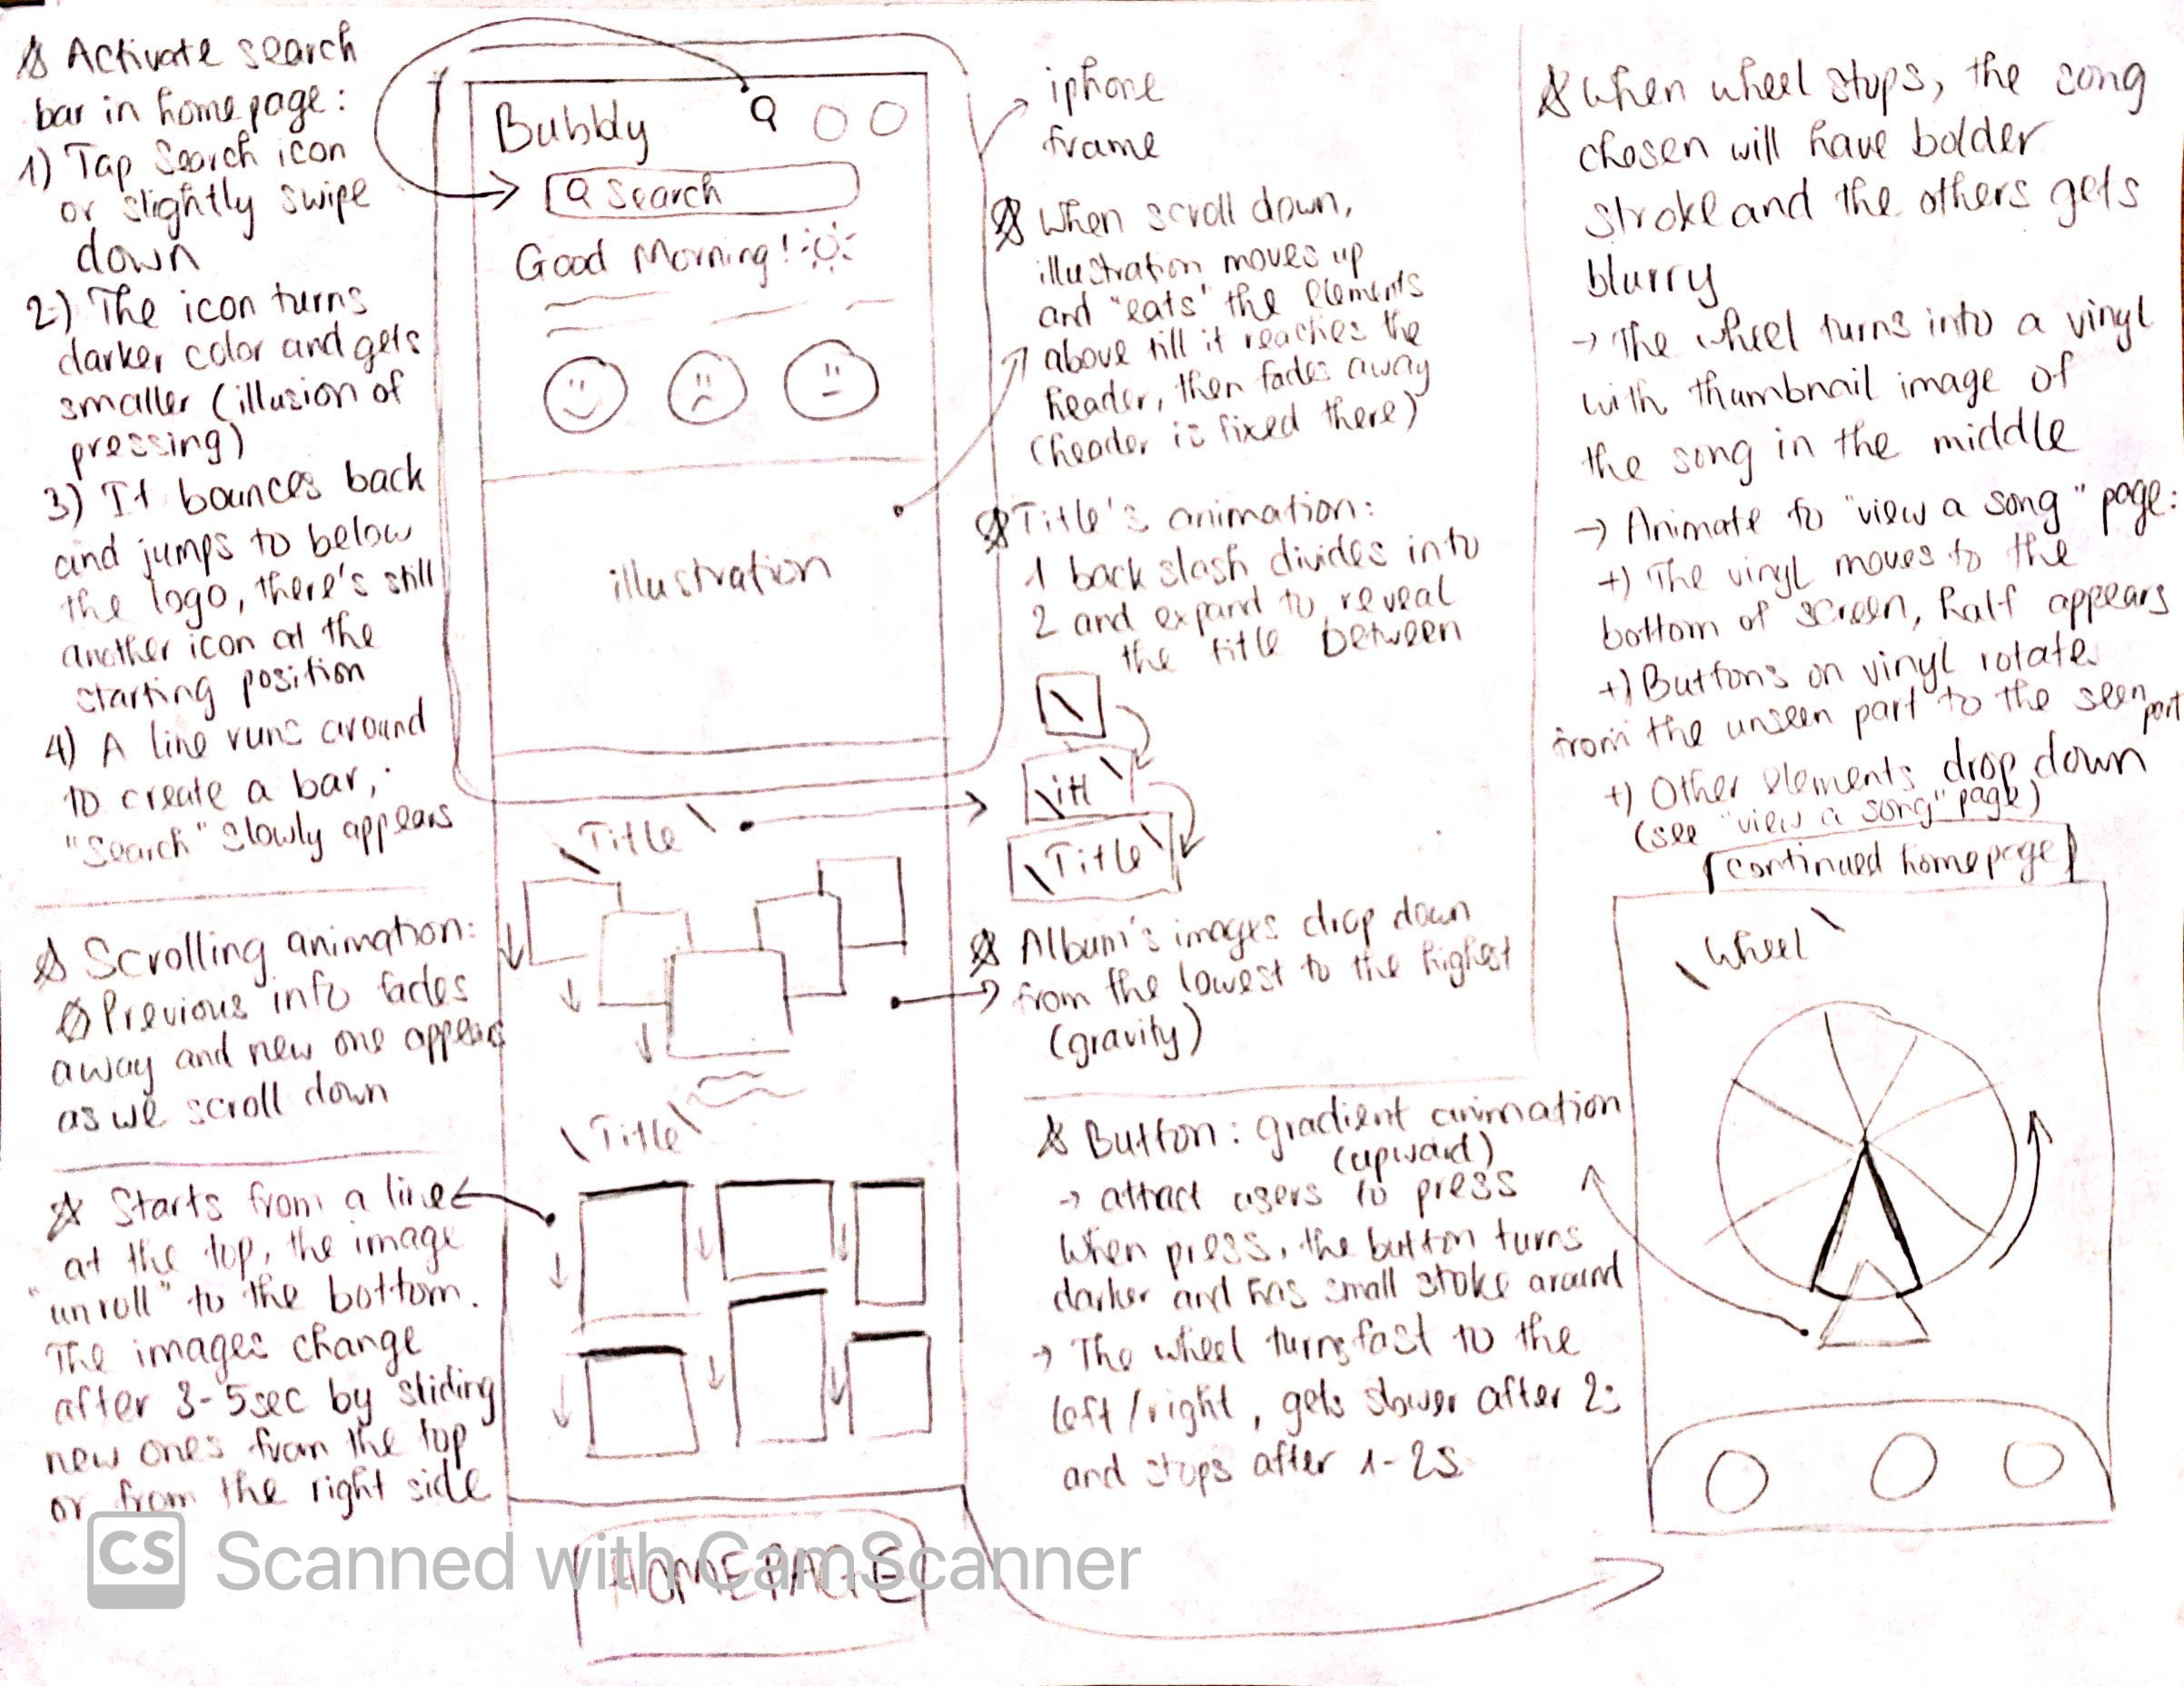 Activate search
bar in homepage:
1) Tap Search icon
or slightly swipe
down
2) The icon turns
darker color and gets
smaller (illusion of
pressing)
3) It bounces back
and jumps to below
the logo, there's still
another icon at the
starting position
4) A line runs around
to create a bar,
"Search" slowly appears
Scrolling animation:
Previous info fades
away and new one appears
as we scroll down
Starts from a line
at the top, the image
"unroll" to the bottom.
The images change
after 3-5sec by sliding
new ones from the top
or from the right side
Bubbly
Search
Good Morning!
illustration
\Title\
\Title\
HOMEPAGE
iphone
frame
When scroll down,
illustration moves up
and "eats" the elements
above till it reaches the
header, then fades away
(header is fixed there)
Title's animation:
1 back slash divides into
2 and expand to reveal
the title between
\
\itl\
\Title\
Album's images drop down
from the lowest to the highest
(gravity)
Button: gradient animation
(upward)
→ attract users to press
When press, the button turns
darker and has small stoke around
→ The wheel turns fast to the
left/right, gets slower after 2s
and stops after 1-2s
When wheel stops, the song
chosen will have bolder
stroke and the others gets
blurry
→ The wheel turns into a vinyl
with thumbnail image of
the song in the middle
→ Animate to "view a song" page:
+) The vinyl moves to the
bottom of screen, half appears
+) Buttons on vinyl rotate
from the unseen part to the seen part
+) Other elements drop down
(see "view a song" page)
continued homepage
\Wheel\
CS Scanned with CamScanner